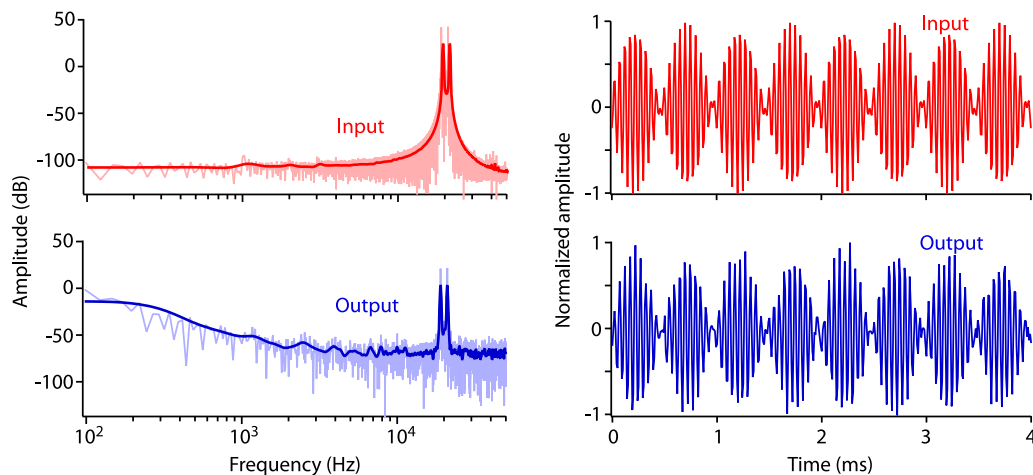 50
0
-50
-100
Input
50
0
-50
-100
Output
Amplitude (dB)
10² 10³ 10⁴
Frequency (Hz)
1
0
-1
Input
1
0
-1
Output
Normalized amplitude
0 1 2 3 4
Time (ms)